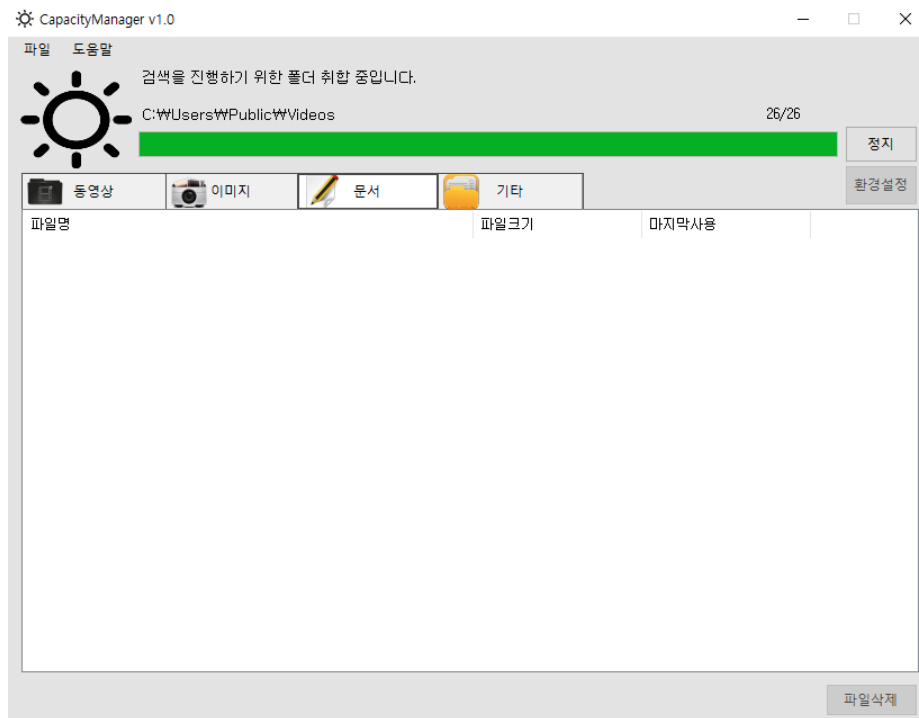 CapacityManager v1.0
파일 도움말
검색을 진행하기 위한 폴더 취합 중입니다.
C:₩Users₩Public₩Videos 26/26
정지
동영상 이미지 문서 기타 환경설정
파일명 파일크기 마지막사용
파일삭제